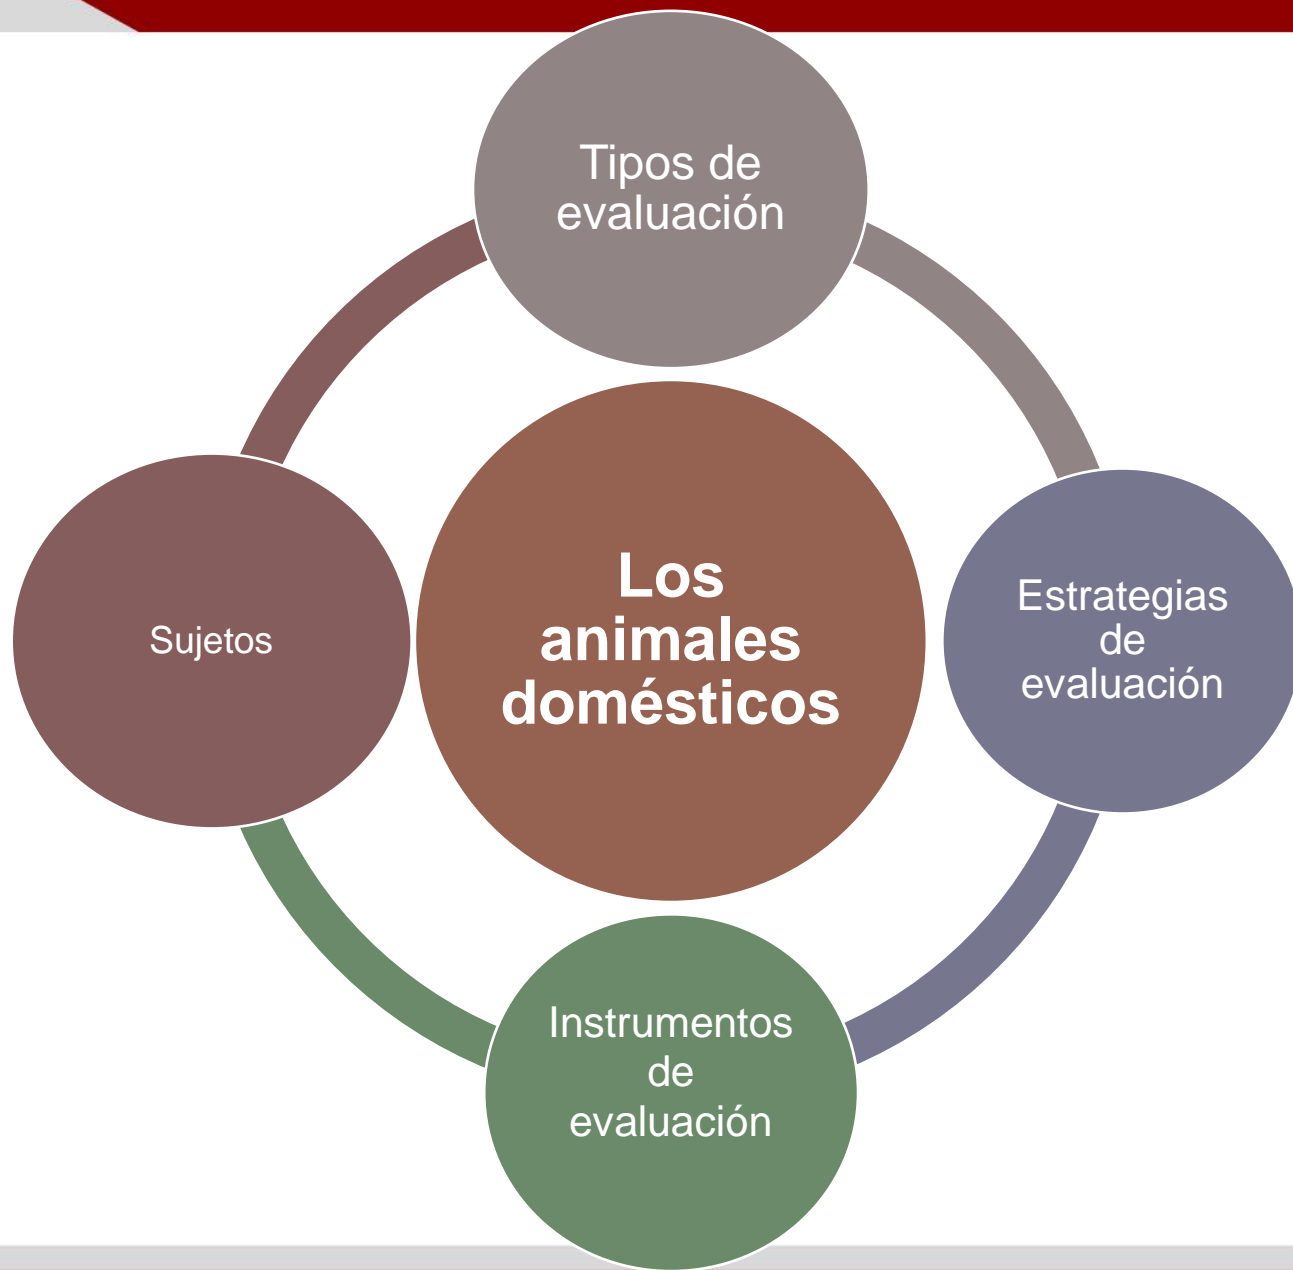 Tipos de
evaluación
Los
animales
domésticos
Sujetos
Estrategias
de
evaluación
Instrumentos
de
evaluación